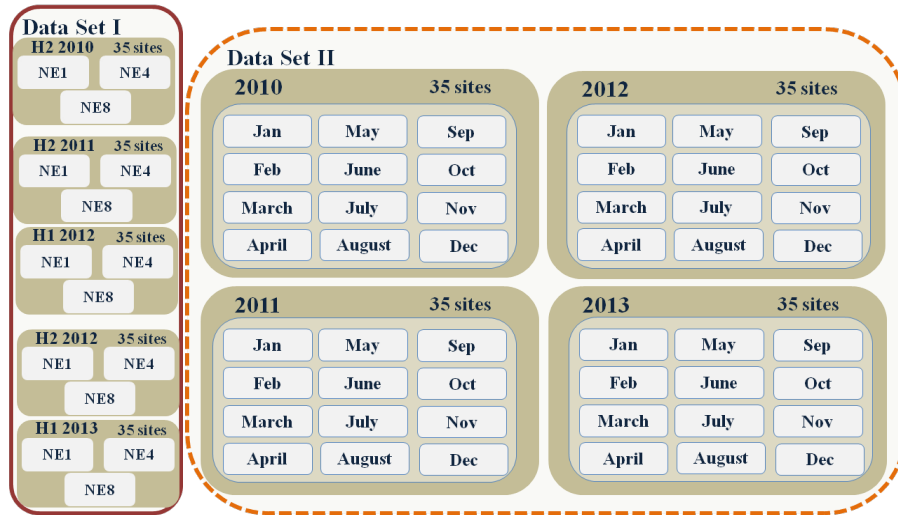 Data Set I
H2 2010 35 sites
NE1 NE4
NE8
H2 2011 35 sites
NE1 NE4
NE8
H1 2012 35 sites
NE1 NE4
NE8
H2 2012 35 sites
NE1 NE4
NE8
H1 2013 35 sites
NE1 NE4
NE8
Data Set II
2010 35 sites
Jan May Sep
Feb June Oct
March July Nov
April August Dec
2012 35 sites
Jan May Sep
Feb June Oct
March July Nov
April August Dec
2011 35 sites
Jan May Sep
Feb June Oct
March July Nov
April August Dec
2013 35 sites
Jan May Sep
Feb June Oct
March July Nov
April August Dec